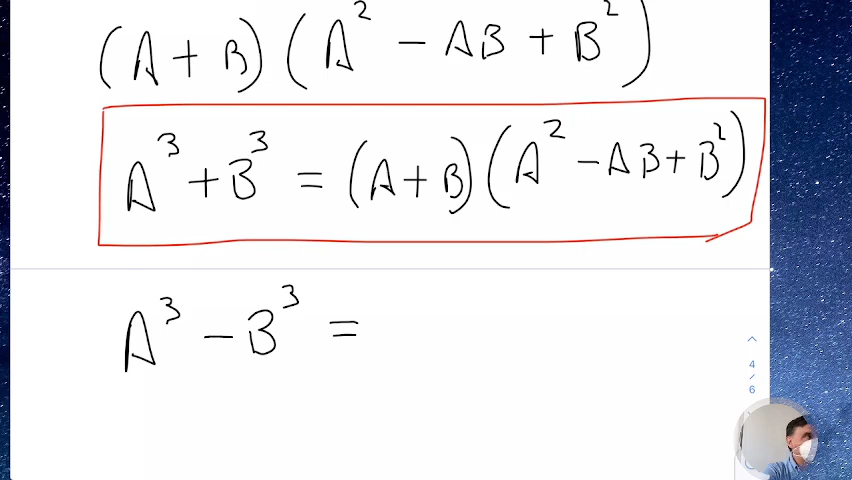 (A + B) (A² - AB + B²)
A³ + B³ = (A + B) (A² - AB + B²)
A³ - B³ =
4
/
6